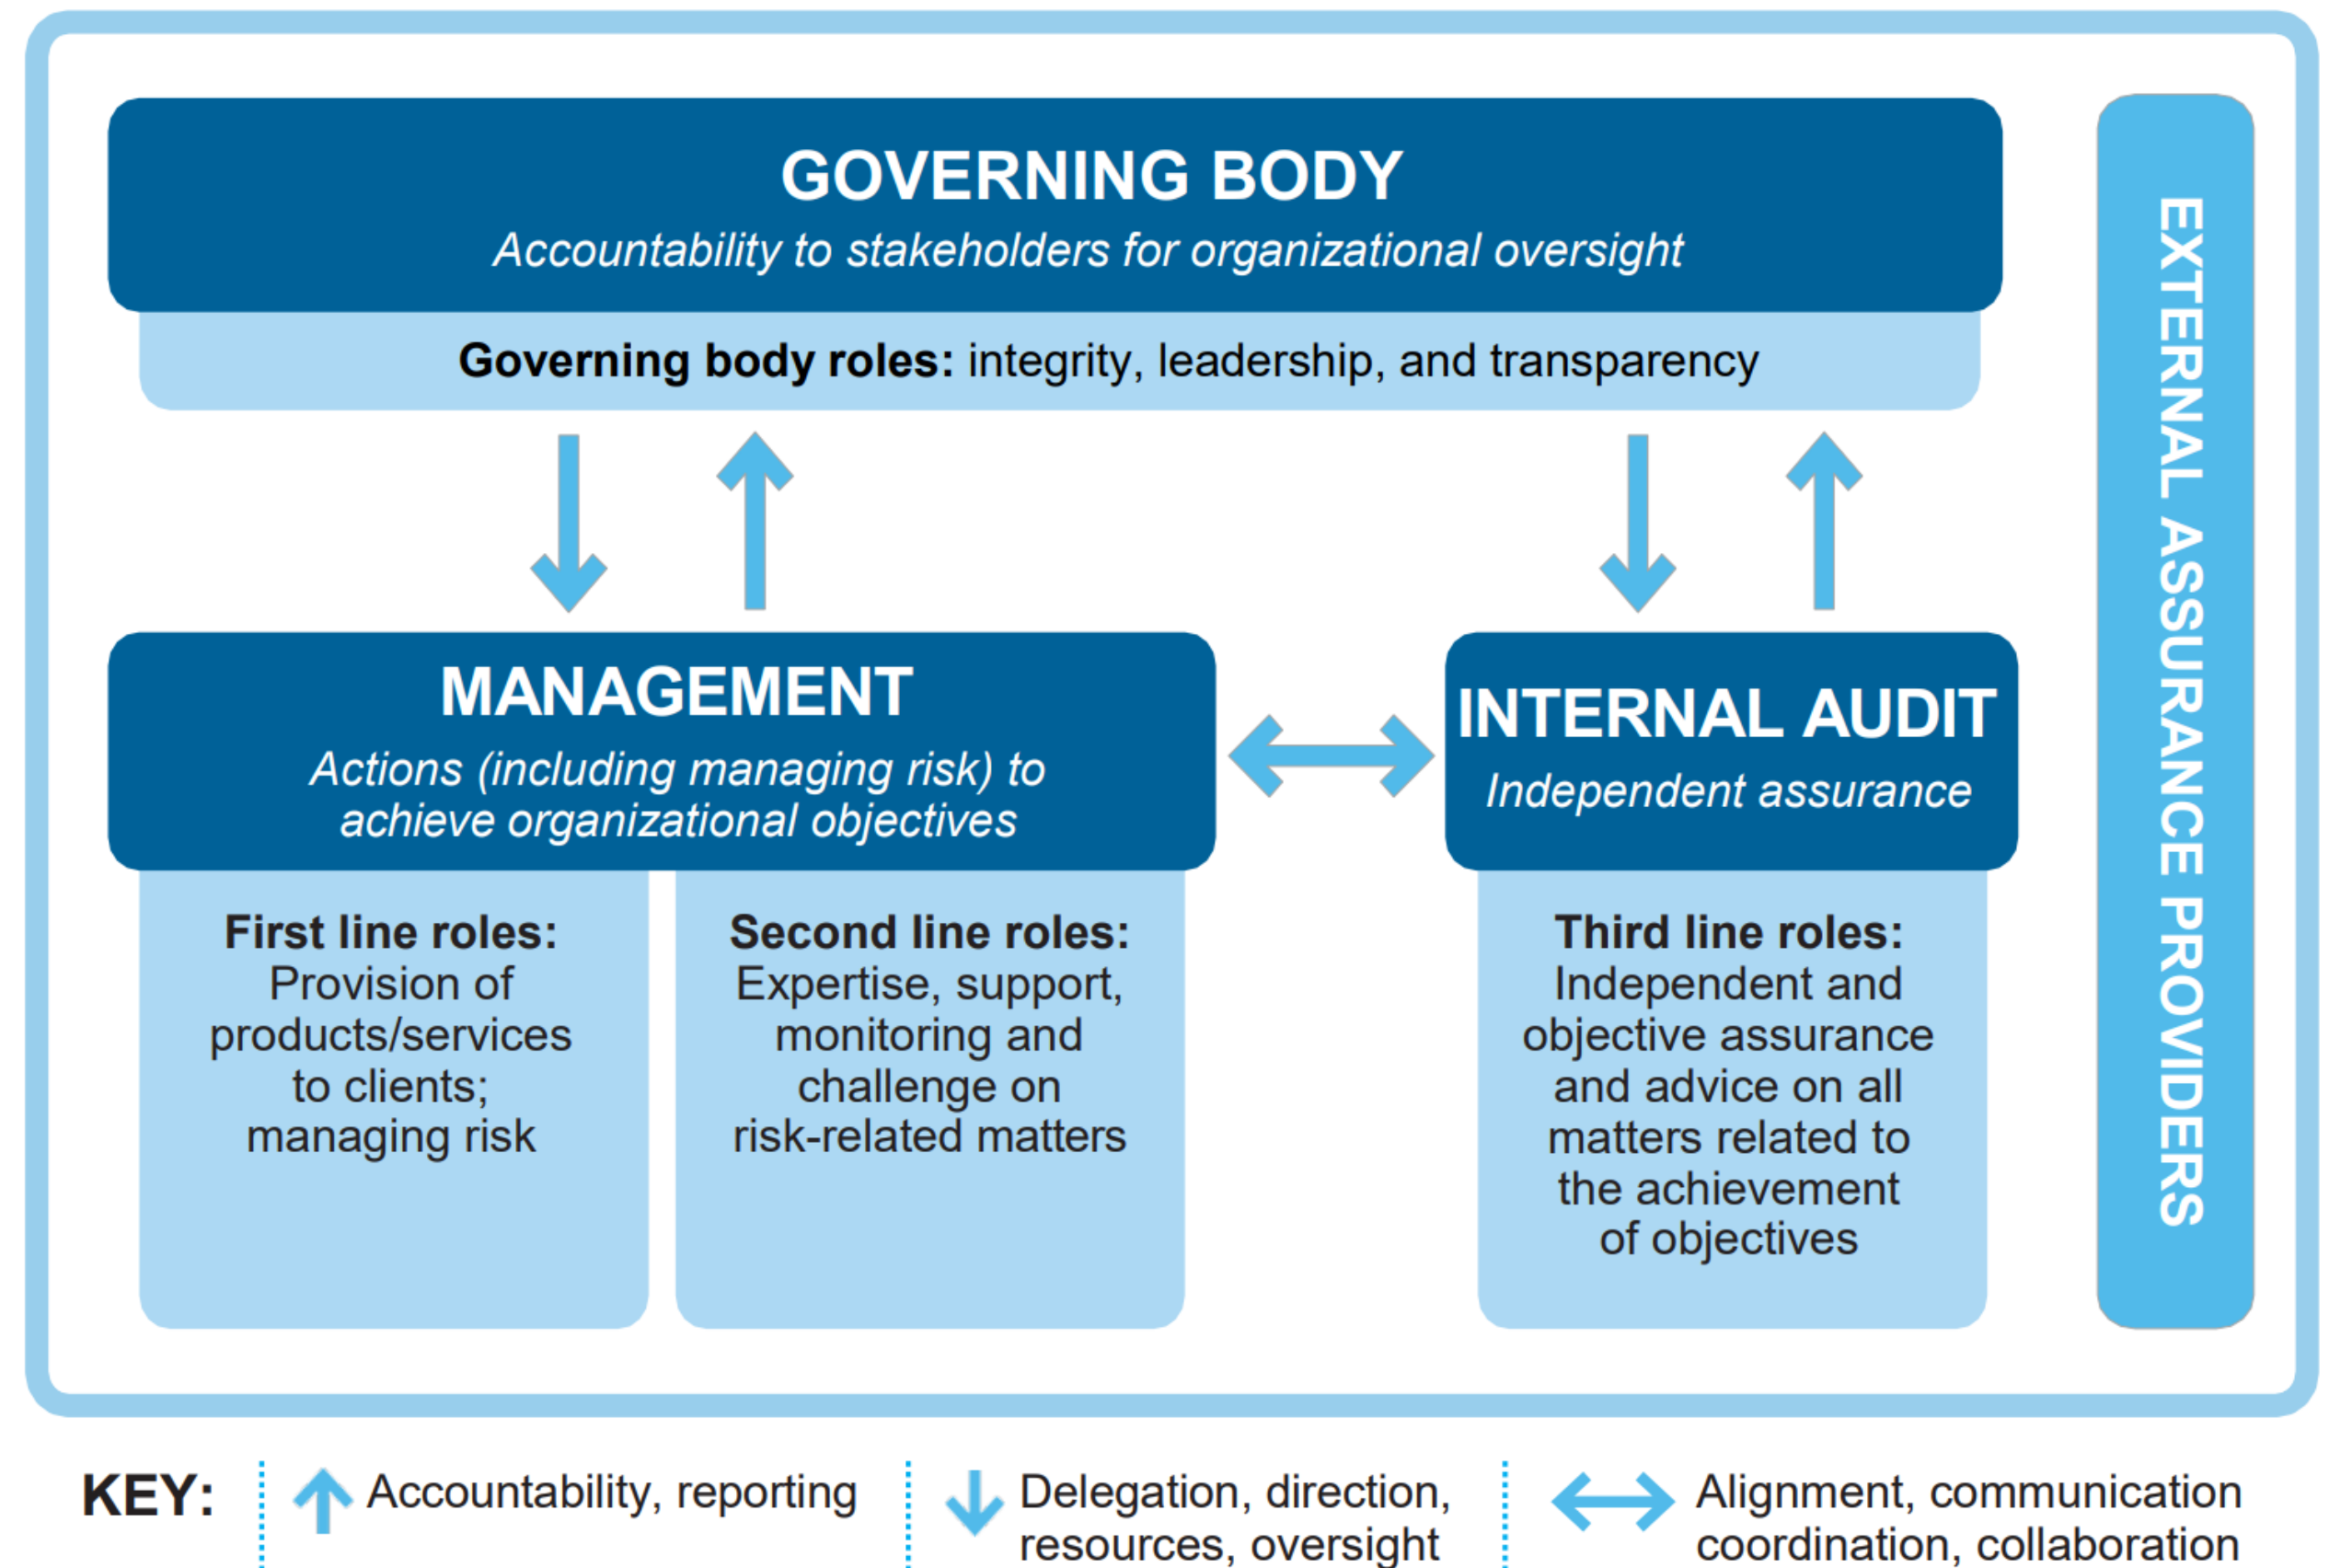 GOVERNING BODY
Accountability to stakeholders for organizational oversight
Governing body roles: integrity, leadership, and transparency
MANAGEMENT
Actions (including managing risk) to
achieve organizational objectives
First line roles:
Provision of
products/services
to clients;
managing risk
Second line roles:
Expertise, support,
monitoring and
challenge on
risk-related matters
INTERNAL AUDIT
Independent assurance
Third line roles:
Independent and
objective assurance
and advice on all
matters related to
the achievement
of objectives
EXTERNAL ASSURANCE PROVIDERS
KEY:
Accountability, reporting
Delegation, direction,
resources, oversight
Alignment, communication
coordination, collaboration